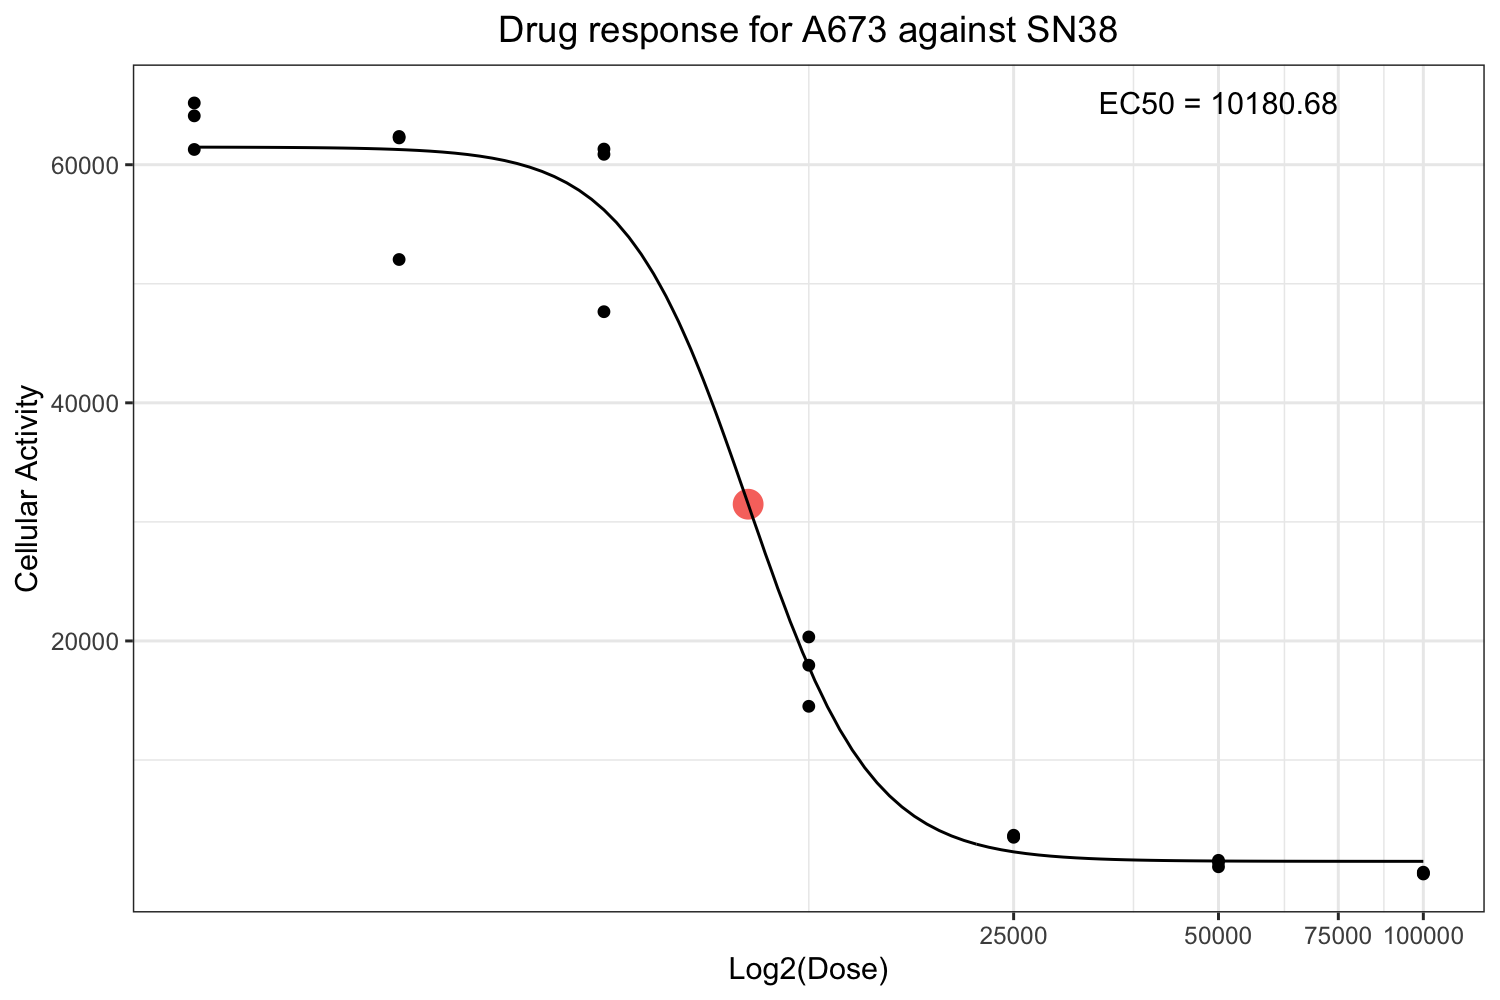 Drug response for A673 against SN38
EC50 = 10180.68
Cellular Activity
60000
40000
20000
25000 50000 75000 100000
Log2(Dose)